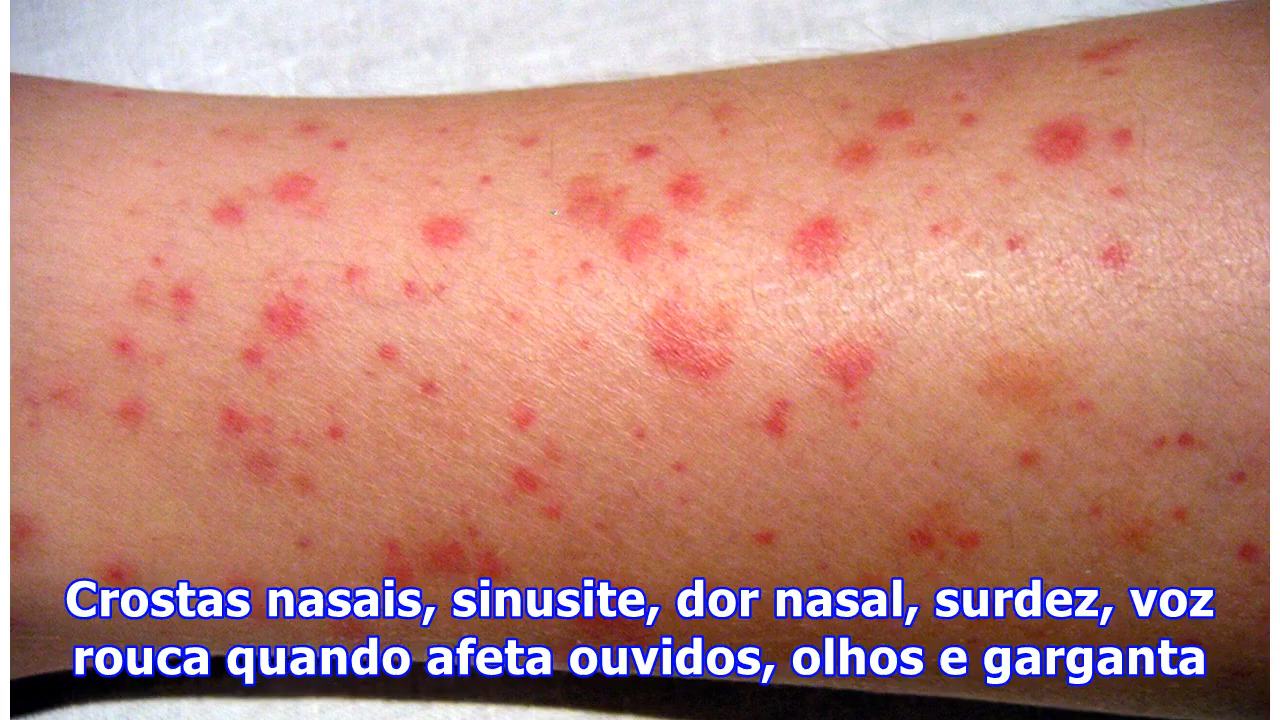 Crostas nasais, sinusite, dor nasal, surdez, voz
rouca quando afeta ouvidos, olhos e garganta